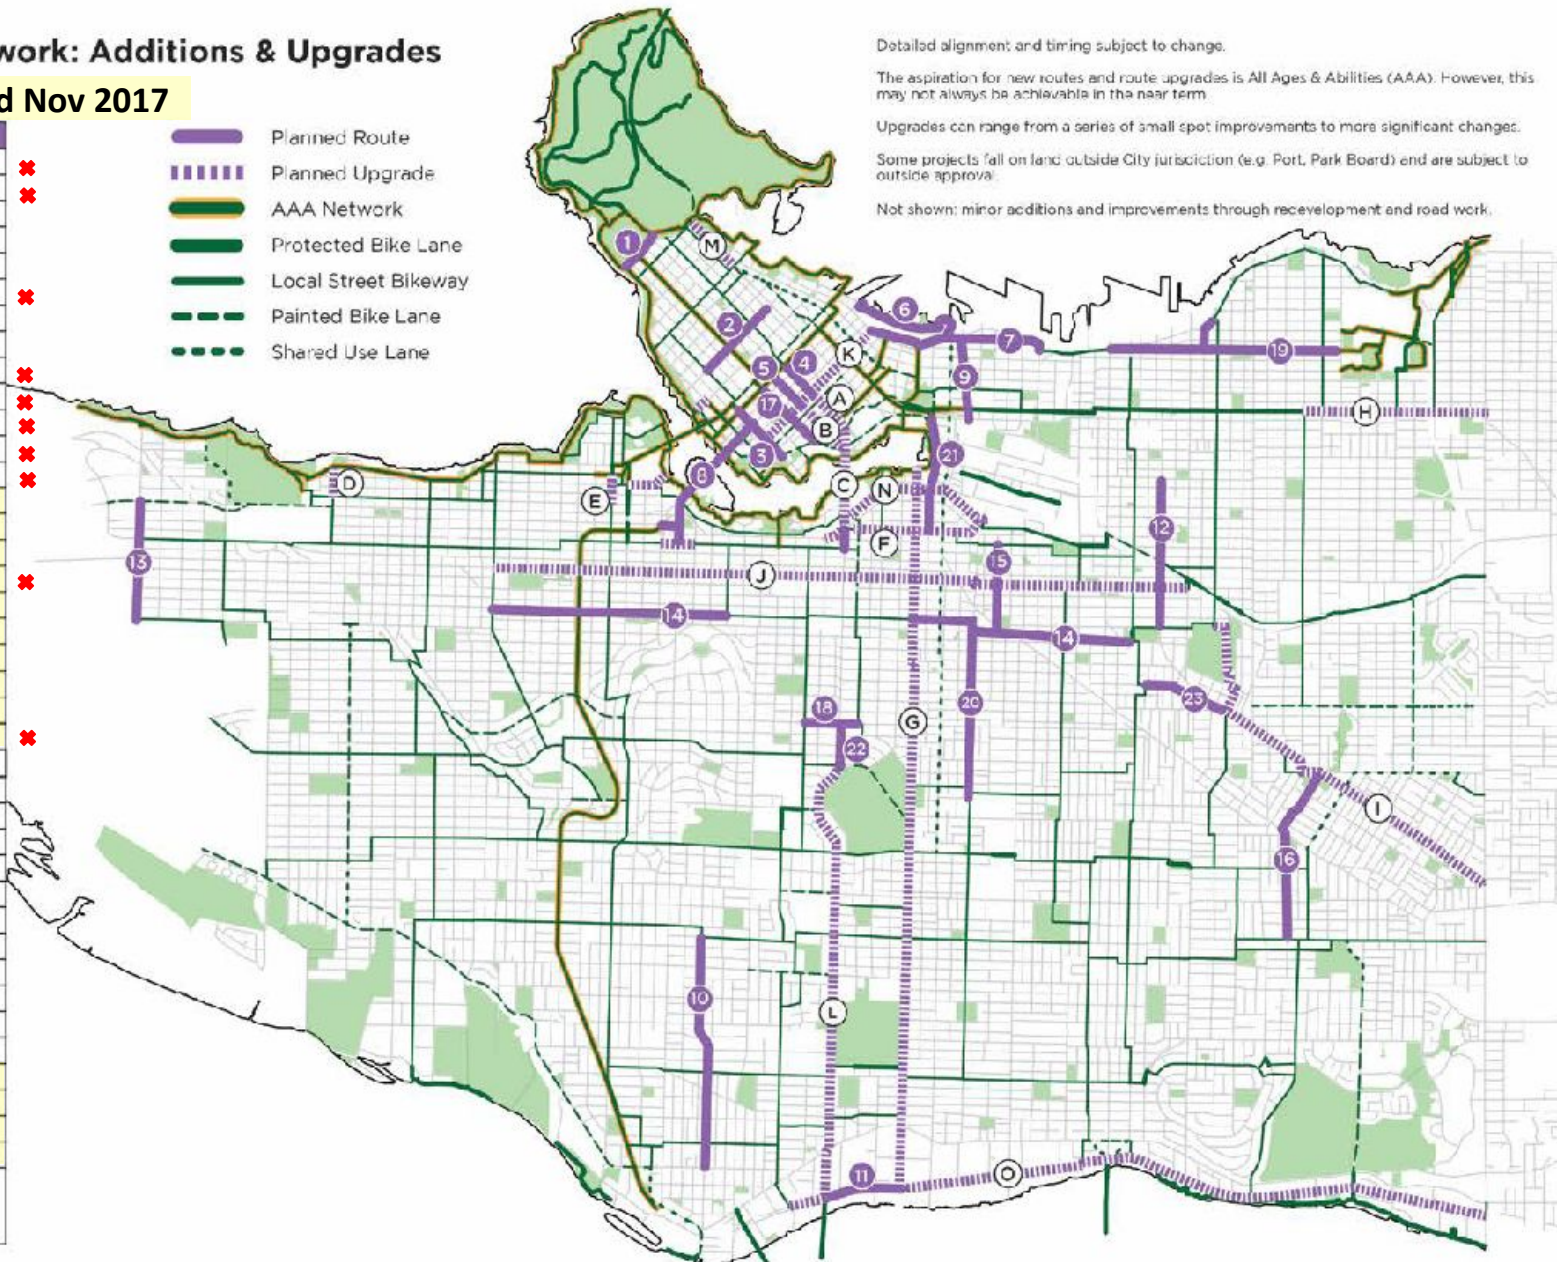 work: Additions & Upgrades
d Nov 2017
Planned Route
Planned Upgrade
AAA Network
Protected Bike Lane
Local Street Bikeway
Painted Bike Lane
Shared Use Lane
Detailed alignment and timing subject to change.
The aspiration for new routes and route upgrades is All Ages & Abilities (AAA). However, this
may not always be achievable in the near term.
Upgrades can range from a series of small spot improvements to more significant changes.
Some projects fall on land outside City jurisdiction (e.g. Port, Park Board) and are subject to
outside approval.
Not shown: minor additions and improvements through redevelopment and road work.
1
M
2
6
7
K
19
5
4
9
A
17
H
B
3
21
8
D
C
N
E
12
F
13
15
J
14
14
20
23
18
G
22
I
16
10
L
11
O